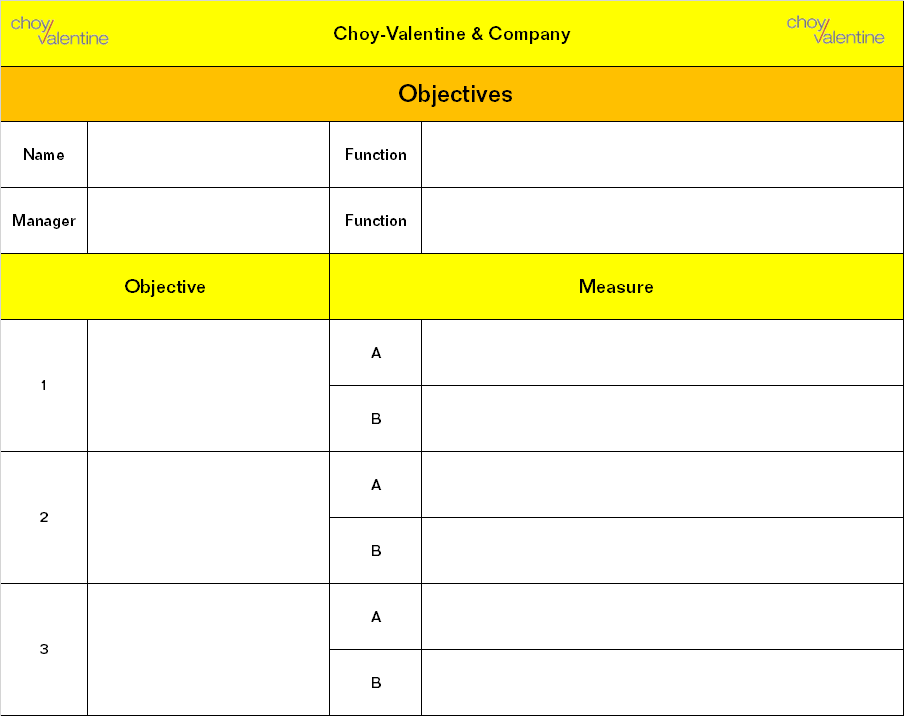 choy
valentine
Choy-Valentine & Company
choy
valentine
Objectives
Name
Function
Manager
Function
Objective
Measure
1
A
B
2
A
B
3
A
B